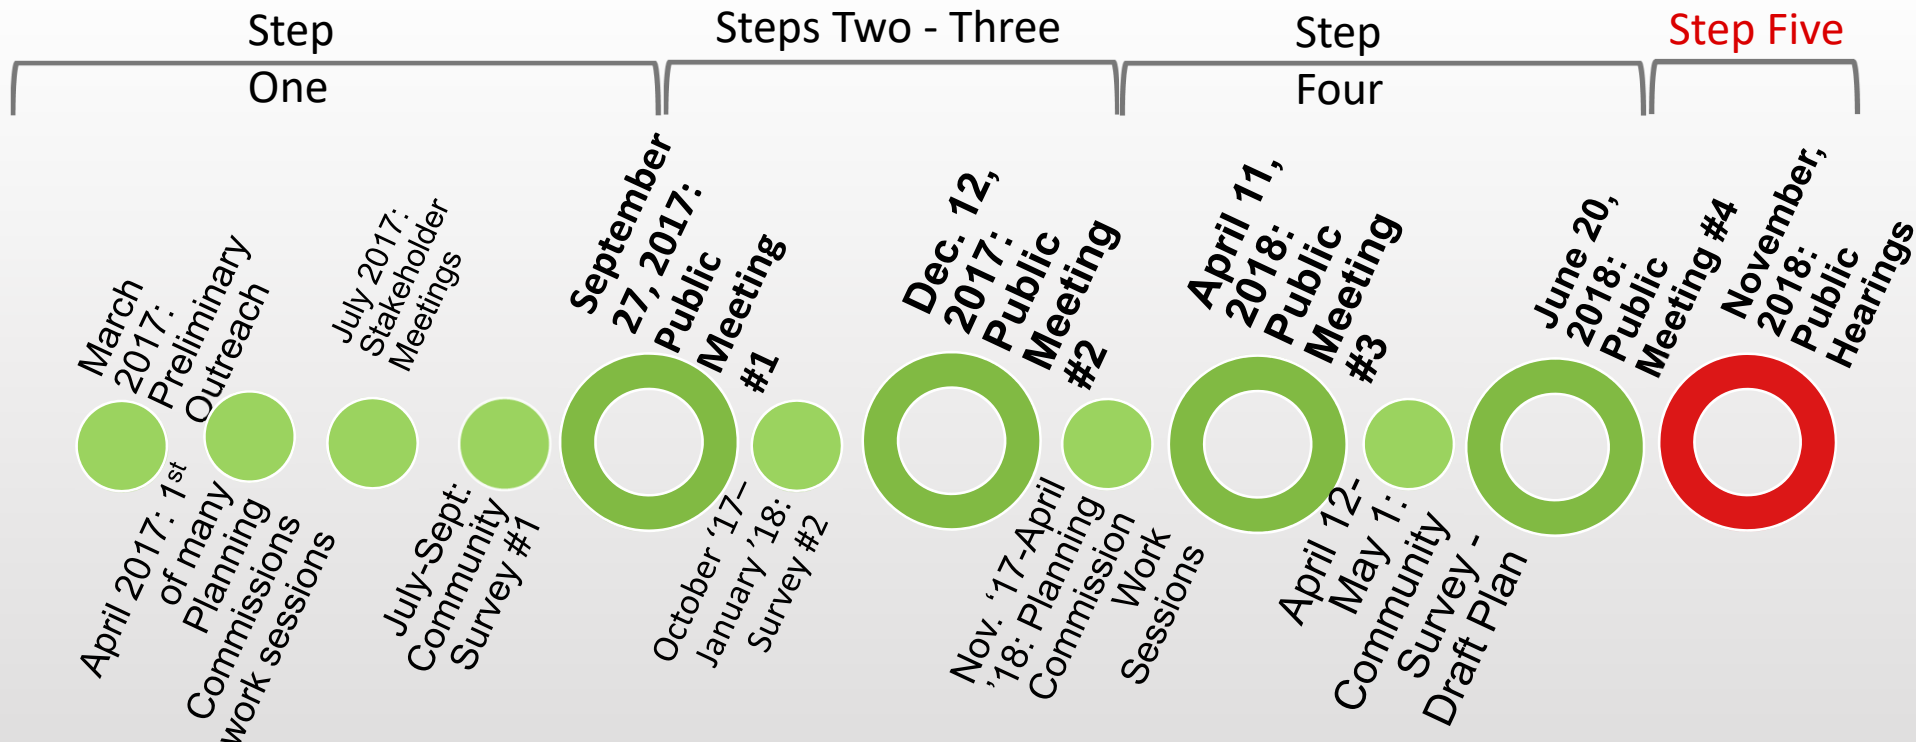 Step
One
Steps Two - Three
Step
Four
Step Five
March
2017:
Preliminary
Outreach
April 2017: 1st
of many
Planning
Commissions
work sessions
July 2017:
Stakeholder
Meetings
July-Sept:
Community
Survey #1
September
27, 2017:
Public
Meeting
#1
October ‘17–
January ’18:
Survey #2
Dec. 12,
2017:
Public
Meeting
#2
Nov. ‘17-April
’18: Planning
Commission
Work
Sessions
April 11,
2018:
Public
Meeting
#3
April 12-
May 1:
Community
Survey -
Draft Plan
June 20,
2018:
Public
Meeting #4
November,
2018:
Public
Hearings